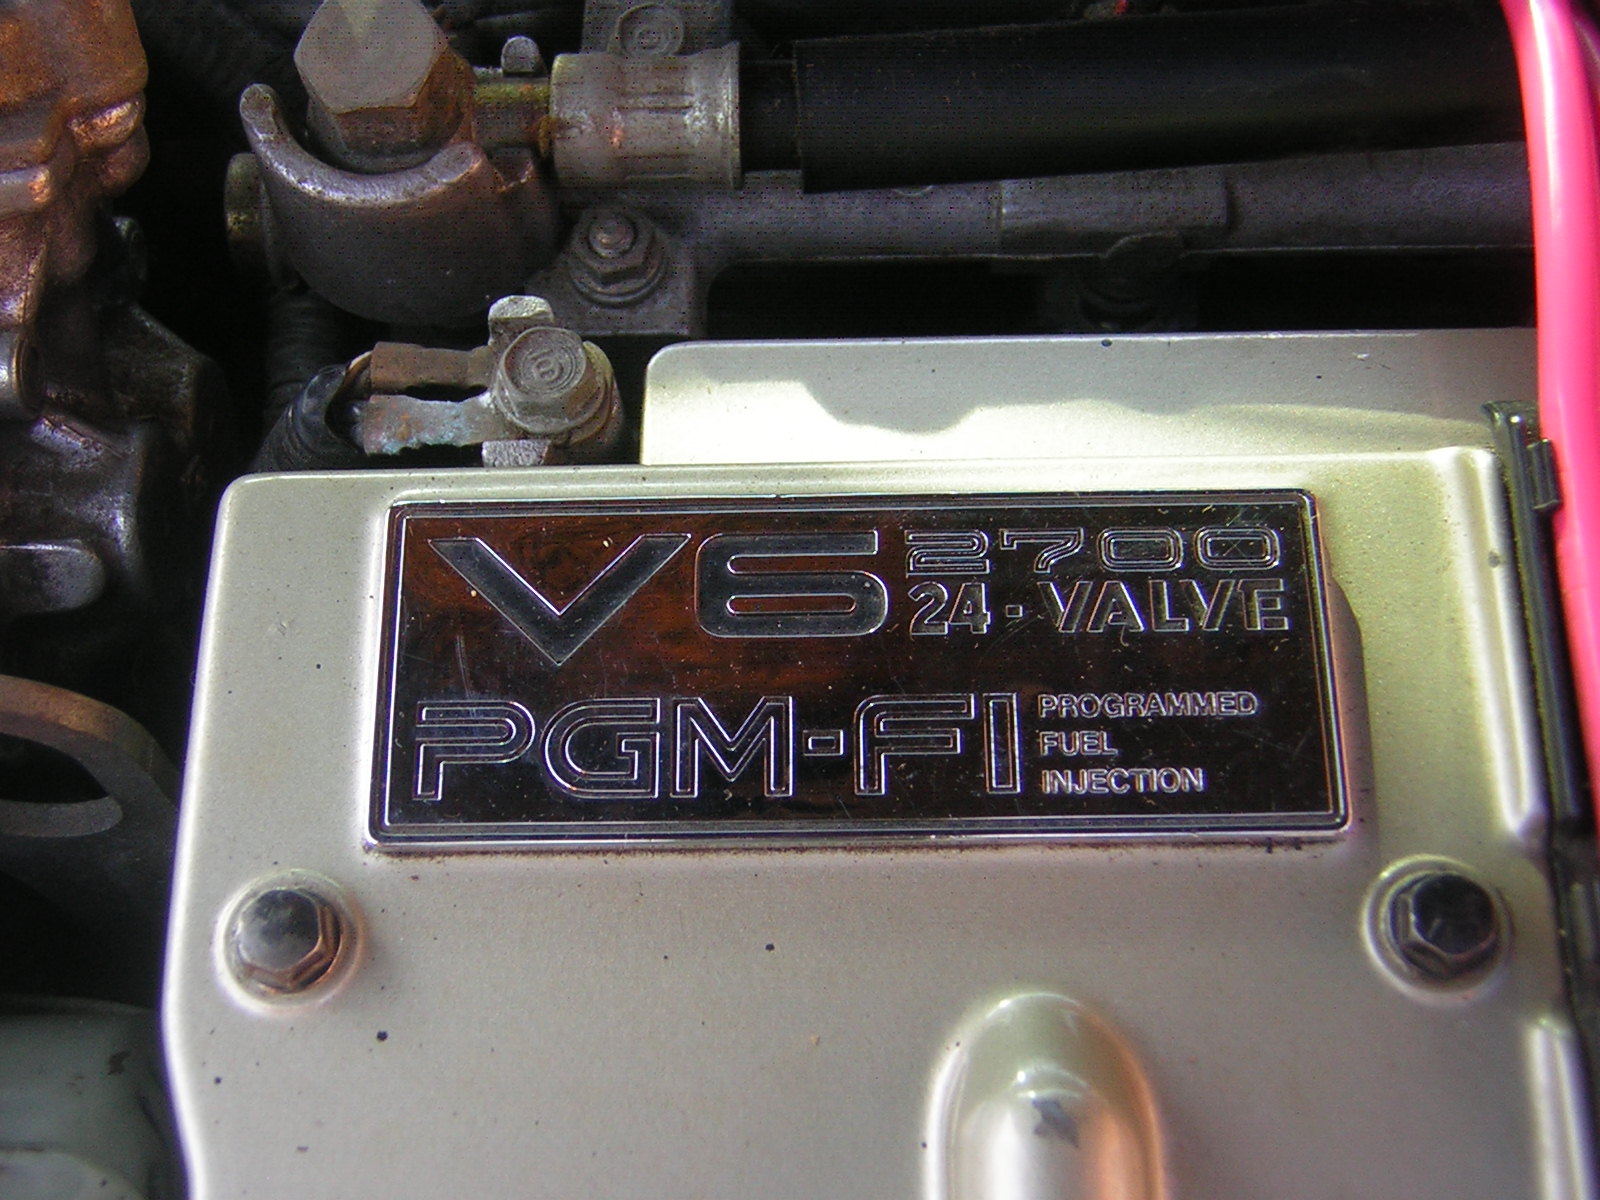 V6 2700
24-VALVE
PGM-FI PROGRAMMED
FUEL
INJECTION